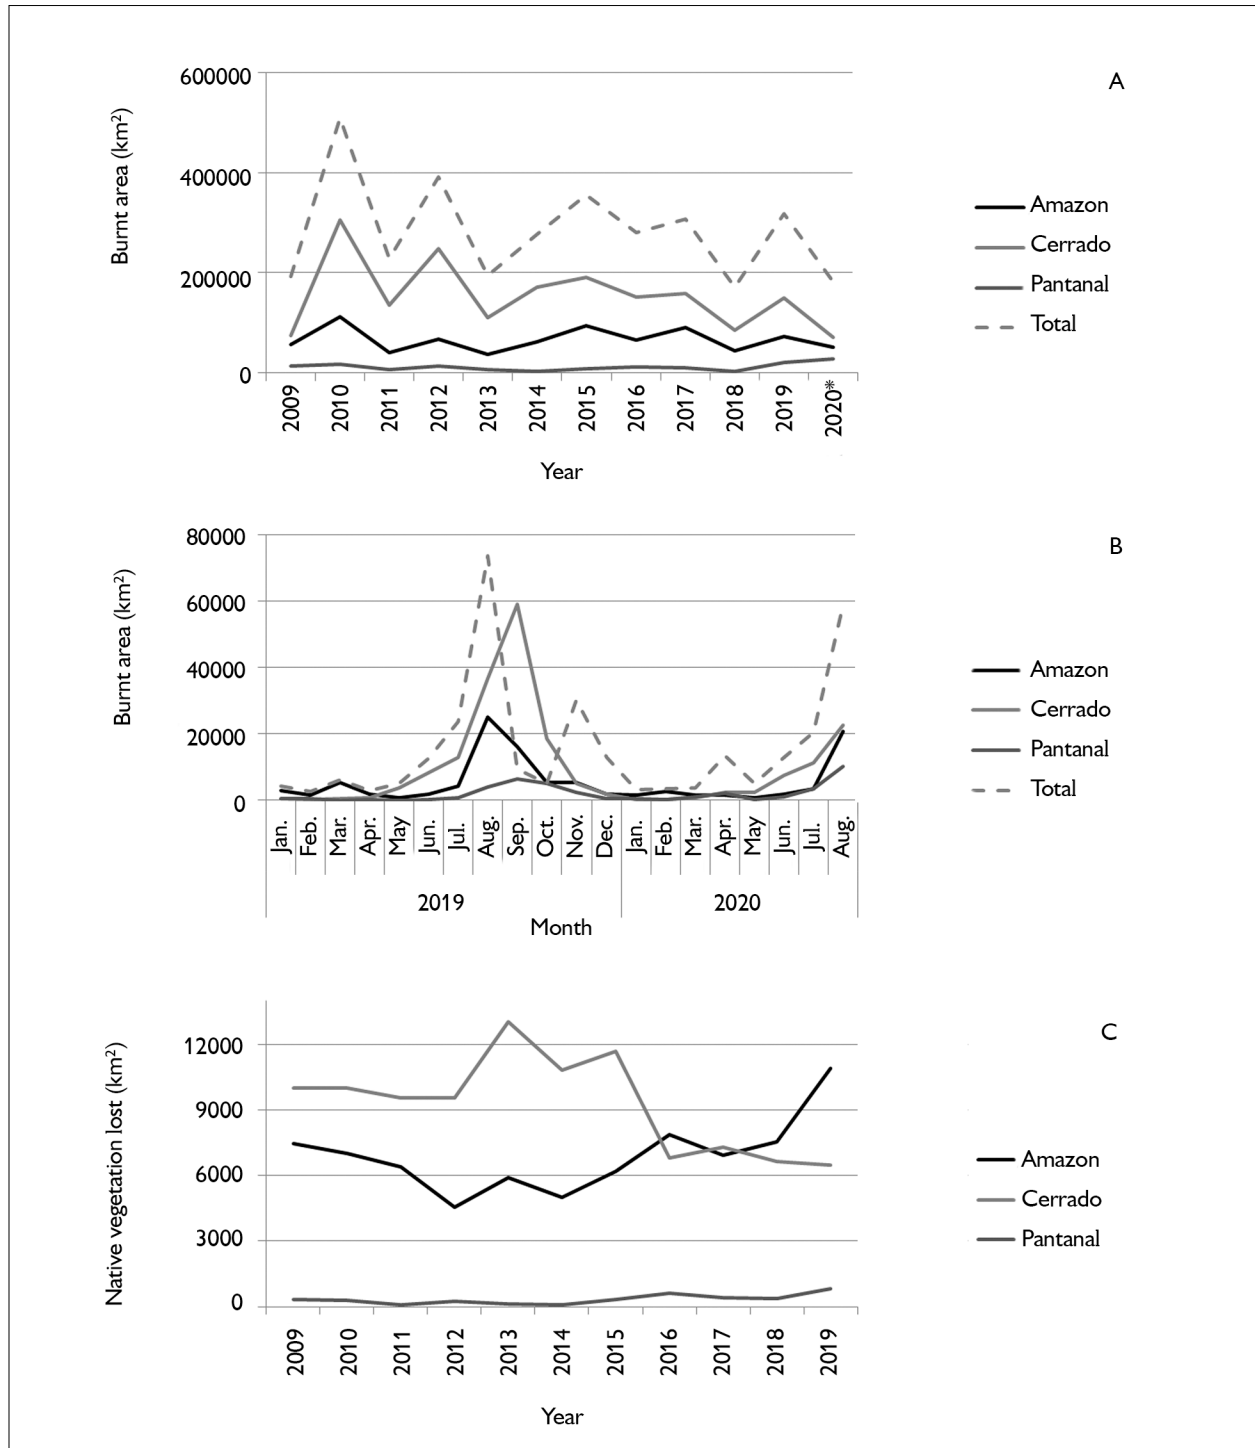 A
Burnt area (km²)
600000
400000
200000
0
2009
2010
2011
2012
2013
2014
2015
2016
2017
2018
2019
2020*
Year
Amazon
Cerrado
Pantanal
Total
B
Burnt area (km²)
80000
60000
40000
20000
0
Jan.
Feb.
Mar.
Apr.
May
Jun.
Jul.
Aug.
Sep.
Oct.
Nov.
Dec.
Jan.
Feb.
Mar.
Apr.
May
Jun.
Jul.
Aug.
2019
2020
Month
Amazon
Cerrado
Pantanal
Total
C
Native vegetation lost (km²)
12000
9000
6000
3000
0
2009
2010
2011
2012
2013
2014
2015
2016
2017
2018
2019
Year
Amazon
Cerrado
Pantanal